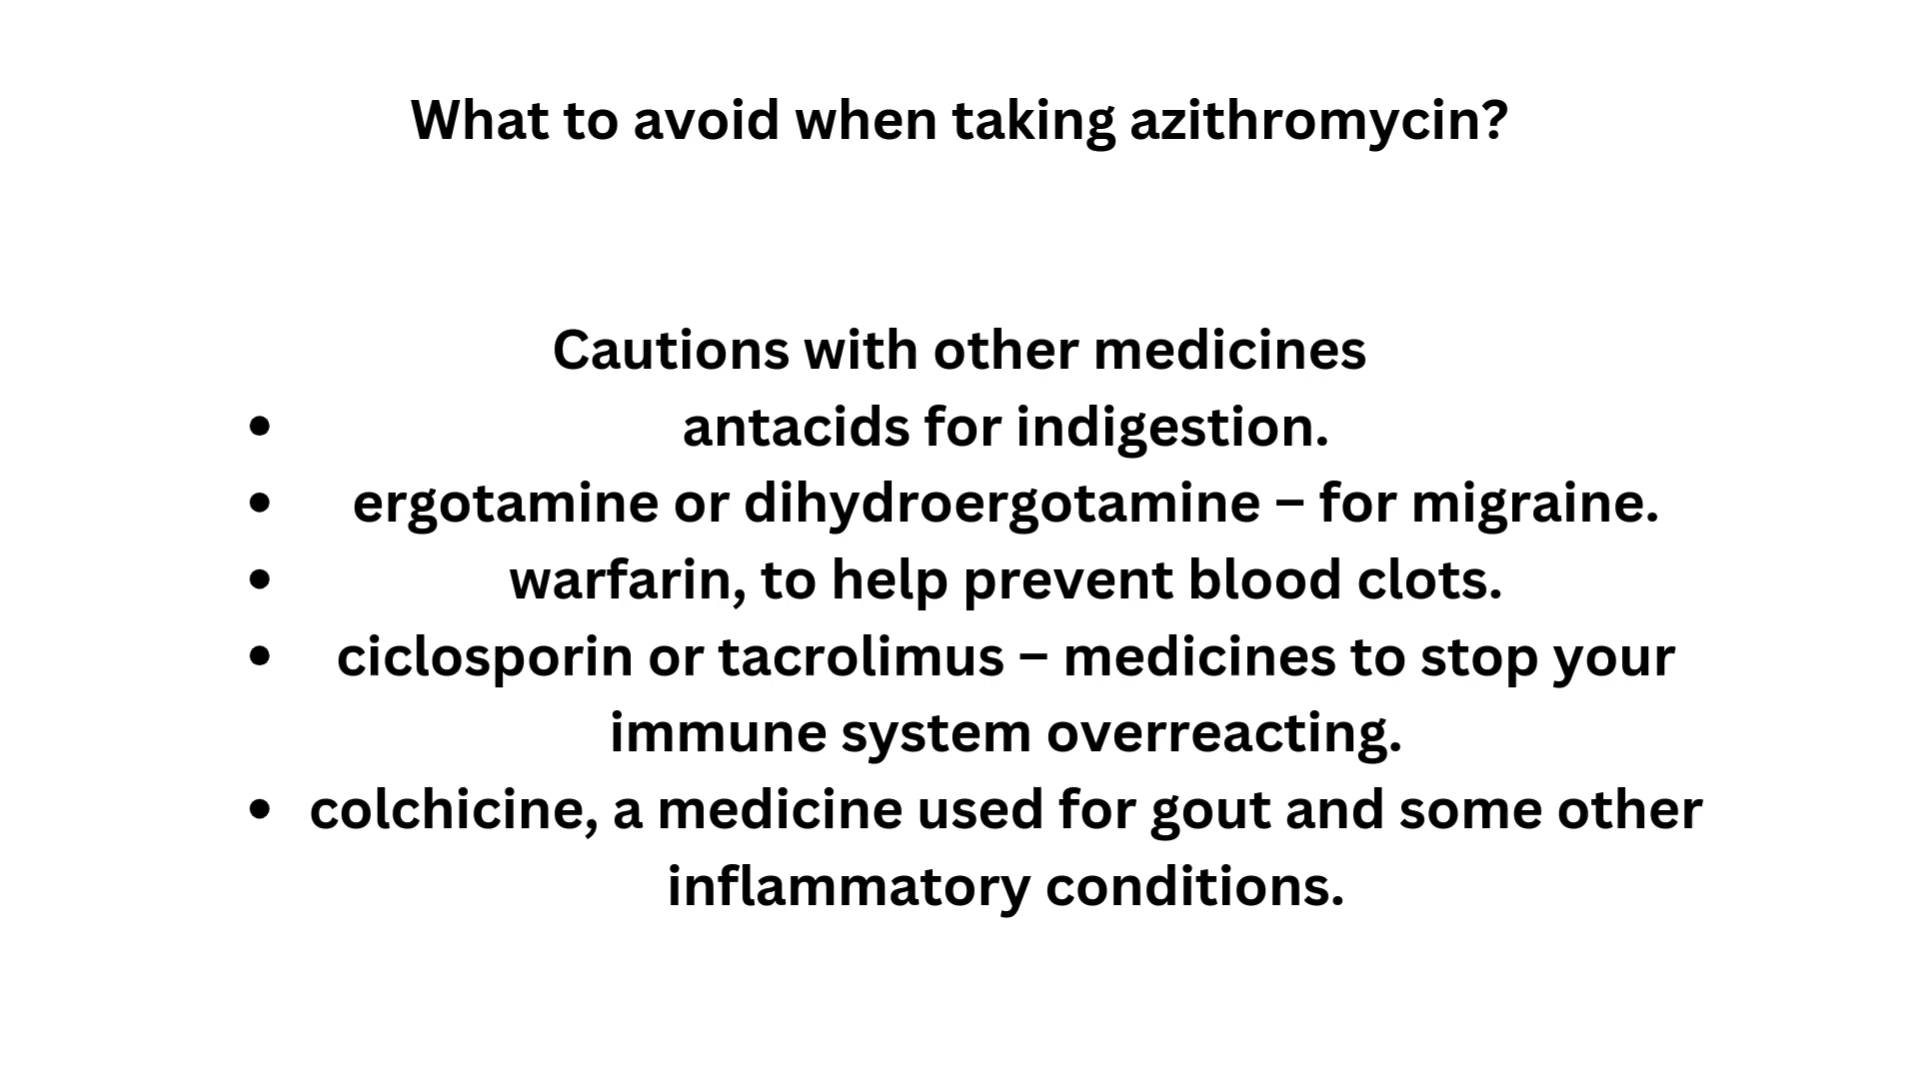 What to avoid when taking azithromycin?
Cautions with other medicines
• antacids for indigestion.
• ergotamine or dihydroergotamine – for migraine.
• warfarin, to help prevent blood clots.
• ciclosporin or tacrolimus – medicines to stop your
immune system overreacting.
• colchicine, a medicine used for gout and some other
inflammatory conditions.